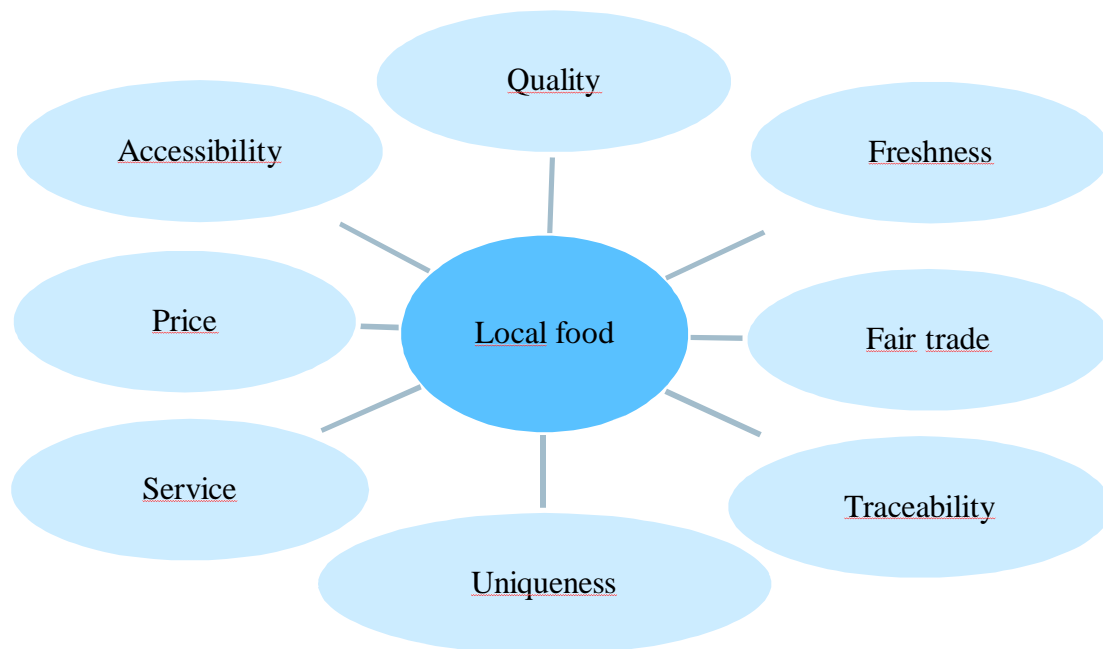 Quality
Accessibility
Freshness
Price
Local food
Fair trade
Service
Traceability
Uniqueness